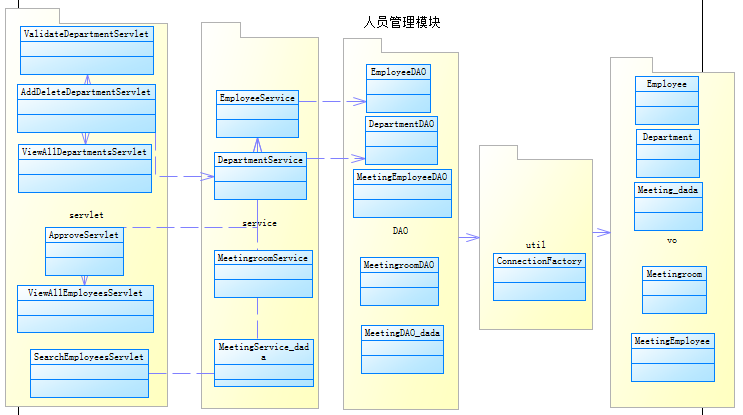 人员管理模块
ValidateDepartmentServlet
AddDeleteDepartmentServlet
ViewAllDepartmentsServlet
servlet
ApproveServlet
ViewAllEmployeesServlet
SearchEmployeesServlet
EmployeeService
DepartmentService
service
MeetingroomService
MeetingService_dad
a
EmployeeDAO
DepartmentDAO
MeetingEmployeeDAO
DAO
MeetingroomDAO
MeetingDAO_dada
util
ConnectionFactory
Employee
Department
Meeting_dada
vo
Meetingroom
MeetingEmployee